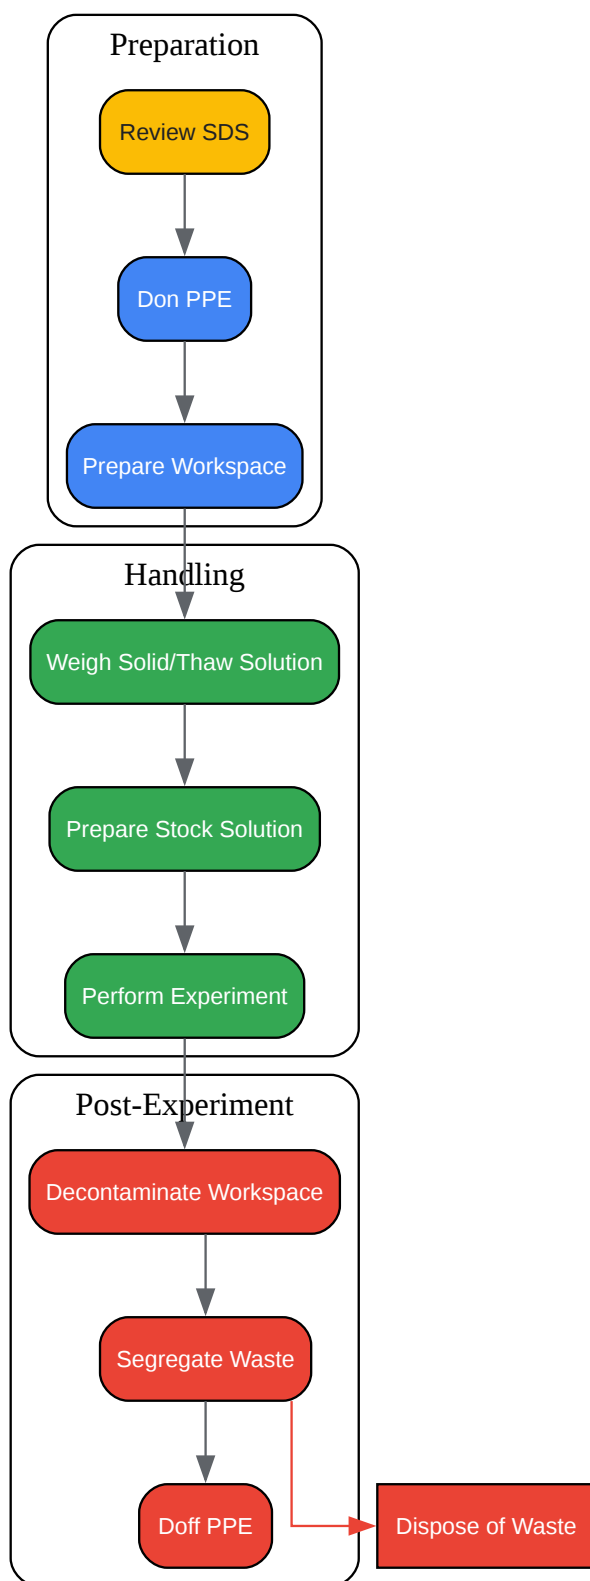 Preparation
Review SDS
Don PPE
Prepare Workspace
Handling
Weigh Solid/Thaw Solution
Prepare Stock Solution
Perform Experiment
Post-Experiment
Decontaminate Workspace
Segregate Waste
Doff PPE
Dispose of Waste